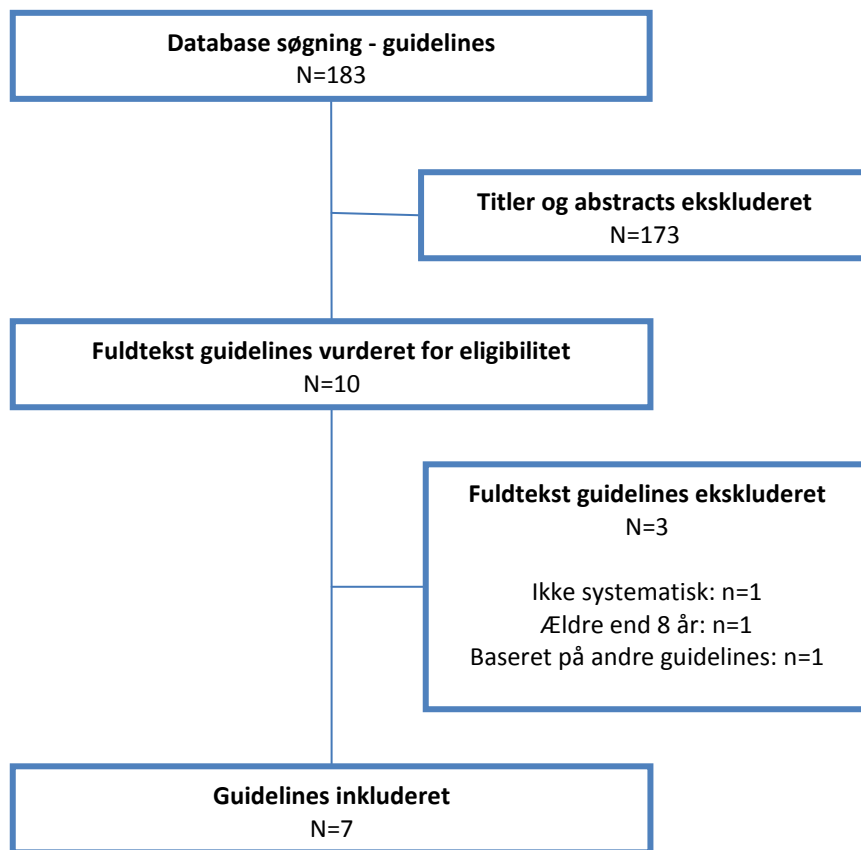 Database søgning - guidelines
N=183
Titler og abstracts ekskluderet
N=173
Fuldtekst guidelines vurderet for eligibilitet
N=10
Fuldtekst guidelines ekskluderet
N=3
Ikke systematisk: n=1
Ældre end 8 år: n=1
Baseret på andre guidelines: n=1
Guidelines inkluderet
N=7